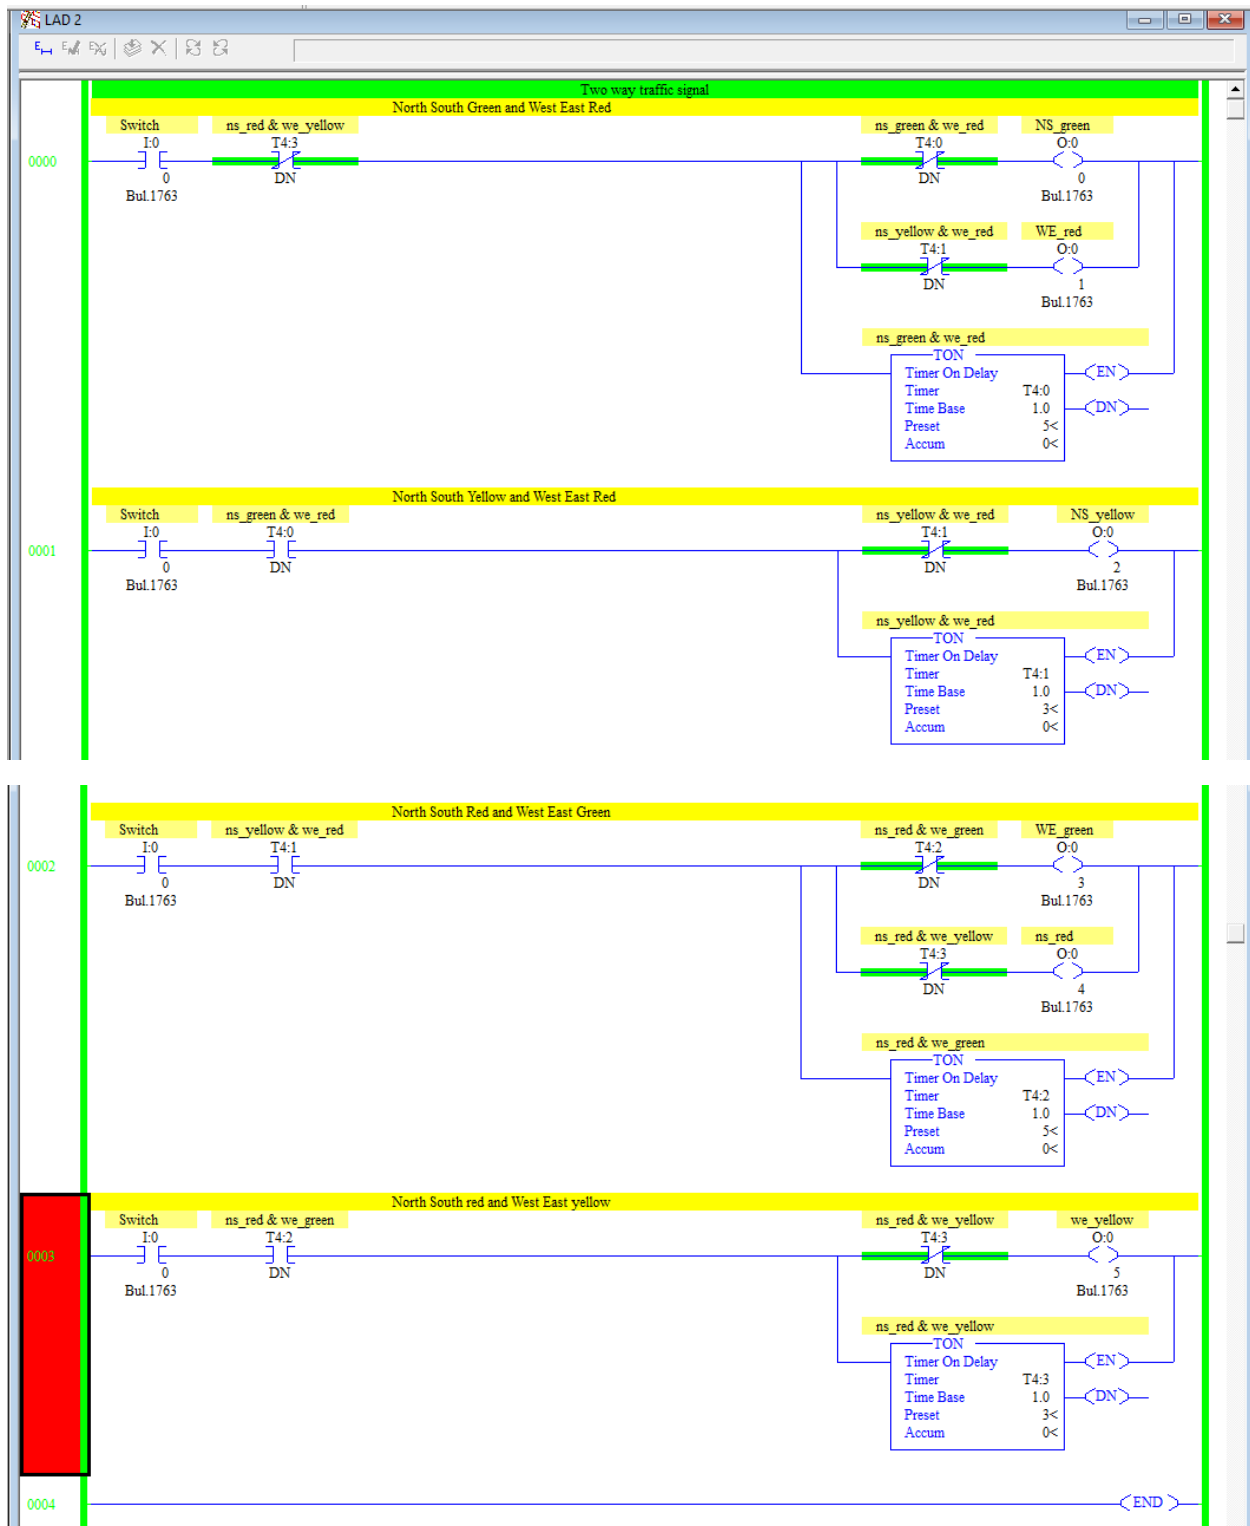 LAD 2
Two way traffic signal
North South Green and West East Red
Switch ns_red & we_yellow ns_green & we_red NS_green
I:0 T4:3 T4:0 O:0
0000
0 DN DN 0
Bul.1763 Bul.1763
ns_yellow & we_red WE_red
T4:1 O:0
DN 1
Bul.1763
ns_green & we_red
TON
Timer On Delay EN
Timer T4:0
Time Base 1.0 DN
Preset 5<
Accum 0<
North South Yellow and West East Red
Switch ns_green & we_red ns_yellow & we_red NS_yellow
I:0 T4:0 T4:1 O:0
0001
0 DN DN 2
Bul.1763 Bul.1763
ns_yellow & we_red
TON
Timer On Delay EN
Timer T4:1
Time Base 1.0 DN
Preset 3<
Accum 0<
North South Red and West East Green
Switch ns_yellow & we_red ns_red & we_green WE_green
I:0 T4:1 T4:2 O:0
0002
0 DN DN 3
Bul.1763 Bul.1763
ns_red & we_yellow ns_red
T4:3 O:0
DN 4
Bul.1763
ns_red & we_green
TON
Timer On Delay EN
Timer T4:2
Time Base 1.0 DN
Preset 5<
Accum 0<
North South red and West East yellow
Switch ns_red & we_green ns_red & we_yellow we_yellow
I:0 T4:2 T4:3 O:0
0003
0 DN DN 5
Bul.1763 Bul.1763
ns_red & we_yellow
TON
Timer On Delay EN
Timer T4:3
Time Base 1.0 DN
Preset 3<
Accum 0<
0004 END